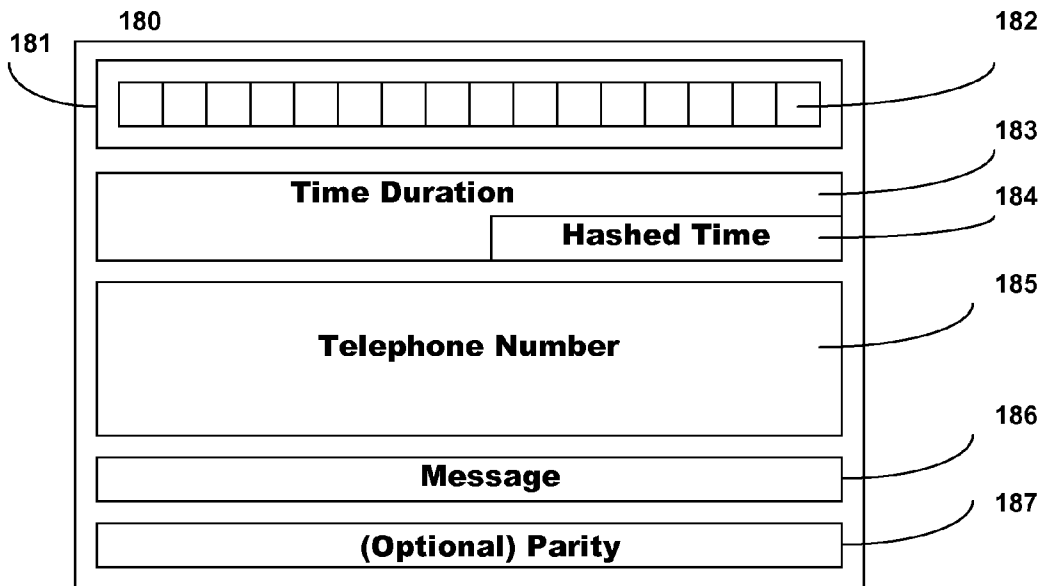 180
182
181
183
Time Duration
184
Hashed Time
185
Telephone Number
186
Message
187
(Optional) Parity